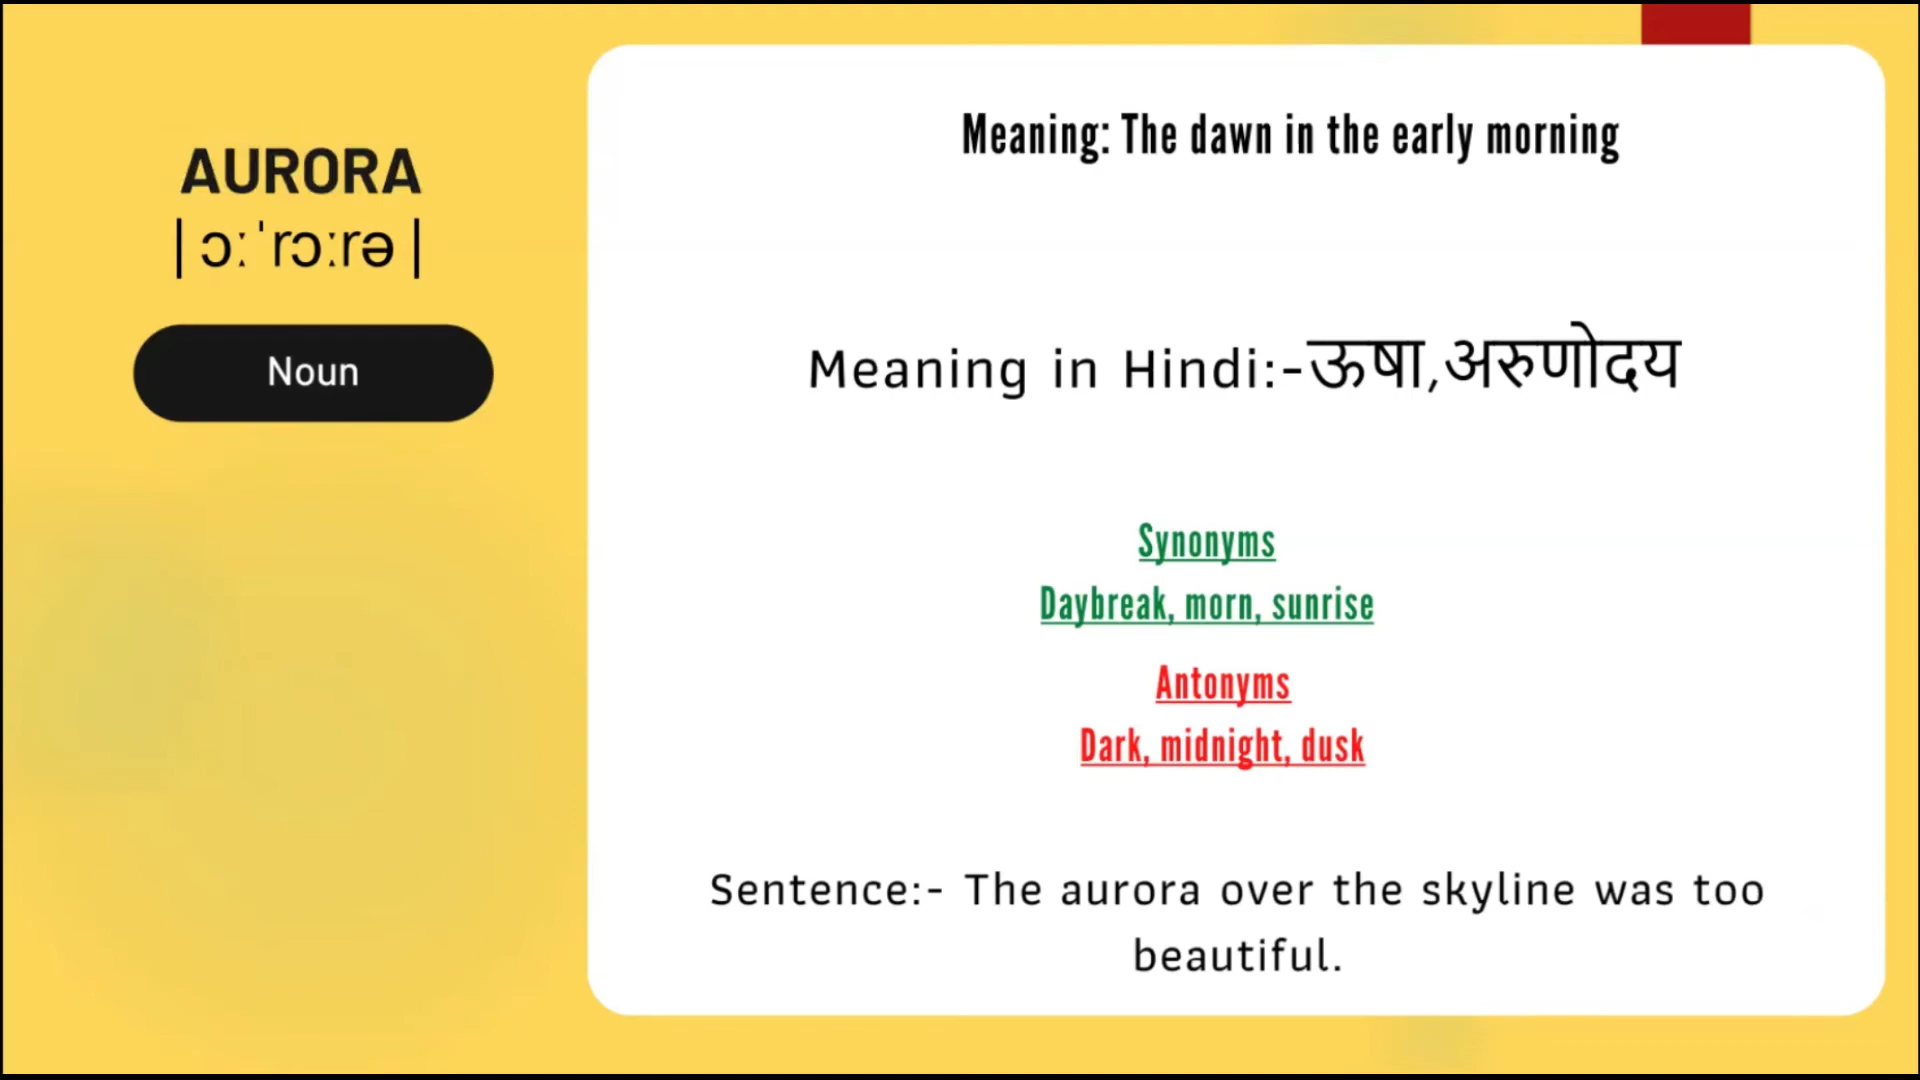 AURORA
| ɔːˈrɔːrə |
Noun
Meaning: The dawn in the early morning
Meaning in Hindi:-ऊषा,अरुणोदय
Synonyms
Daybreak, morn, sunrise
Antonyms
Dark, midnight, dusk
Sentence:- The aurora over the skyline was too
beautiful.